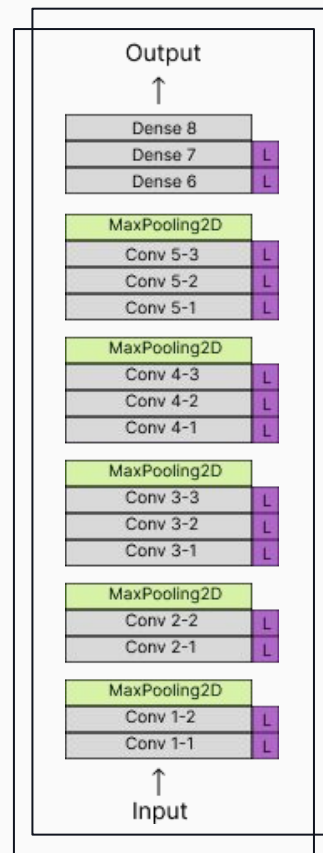 Output
↑
Dense 8
Dense 7 L
Dense 6 L
MaxPooling2D
Conv 5-3 L
Conv 5-2 L
Conv 5-1 L
MaxPooling2D
Conv 4-3 L
Conv 4-2 L
Conv 4-1 L
MaxPooling2D
Conv 3-3 L
Conv 3-2 L
Conv 3-1 L
MaxPooling2D
Conv 2-2 L
Conv 2-1 L
MaxPooling2D
Conv 1-2 L
Conv 1-1 L
↑
Input